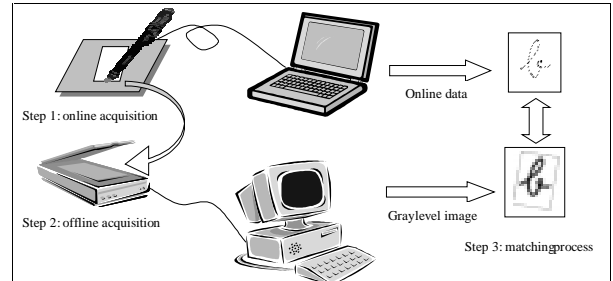 Online data
Step 1: online acquisition
Step 2: offline acquisition
Graylevel image
Step 3: matchingprocess